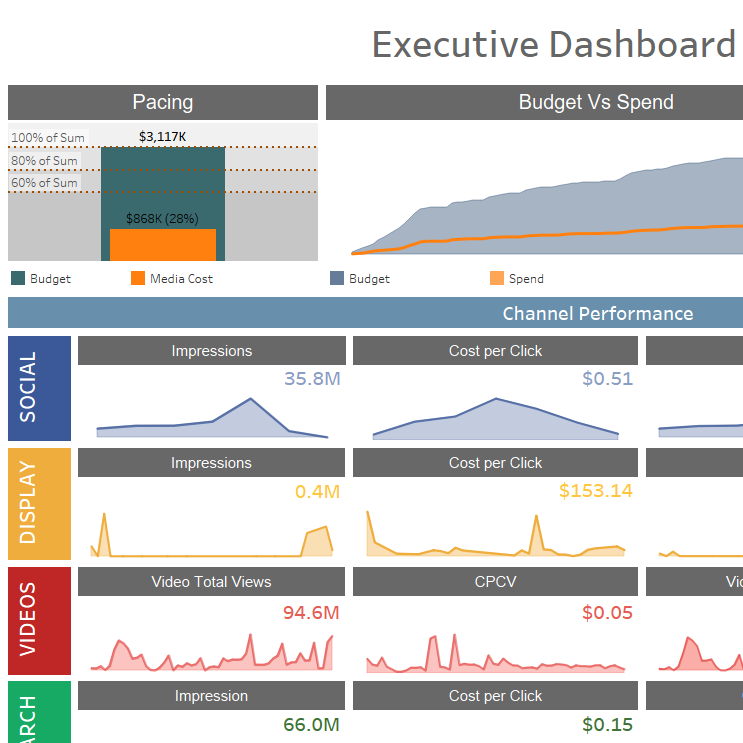 Executive Dashboard
Pacing
Budget Vs Spend
100% of Sum
$3,117K
80% of Sum
60% of Sum
$868K (28%)
Budget
Media Cost
Budget
Spend
Channel Performance
SOCIAL
Impressions
Cost per Click
35.8M
$0.51
DISPLAY
Impressions
Cost per Click
0.4M
$153.14
VIDEOS
Video Total Views
CPCV
94.6M
$0.05
ARCH
Impression
Cost per Click
66.0M
$0.15